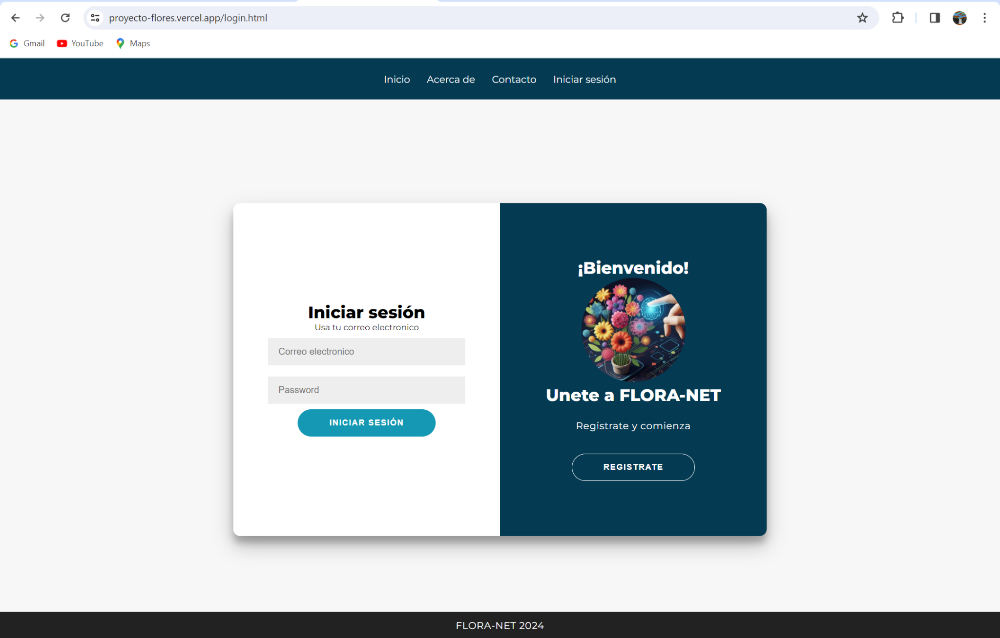 proyecto-flores.vercel.app/login.html
Gmail YouTube Maps
Inicio Acerca de Contacto Iniciar sesión
Iniciar sesión
Usa tu correo electronico
Correo electronico
Password
INICIAR SESIÓN
¡Bienvenido!
Unete a FLORA-NET
Registrate y comienza
REGISTRATE
FLORA-NET 2024